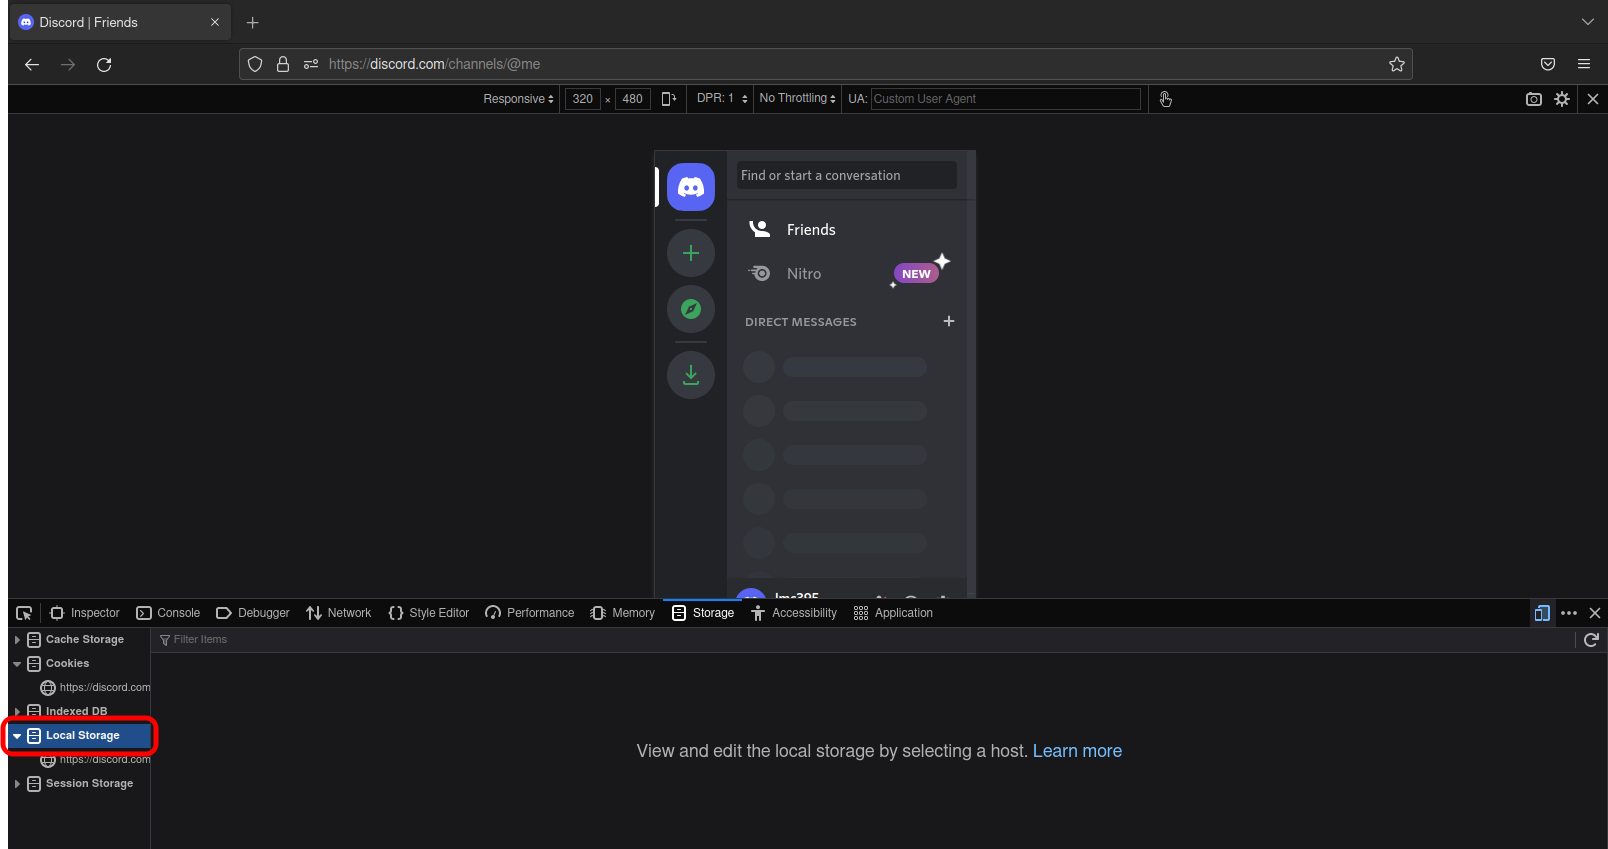 Discord | Friends
https://discord.com/channels/@me
Responsive 320 × 480 DPR: 1 No Throttling UA: Custom User Agent
Find or start a conversation
Friends
Nitro NEW
DIRECT MESSAGES
Inspector Console Debugger Network Style Editor Performance Memory Storage Accessibility Application
Cache Storage
Filter Items
Cookies
https://discord.com
Indexed DB
Local Storage
https://discord.com
Session Storage
View and edit the local storage by selecting a host. Learn more